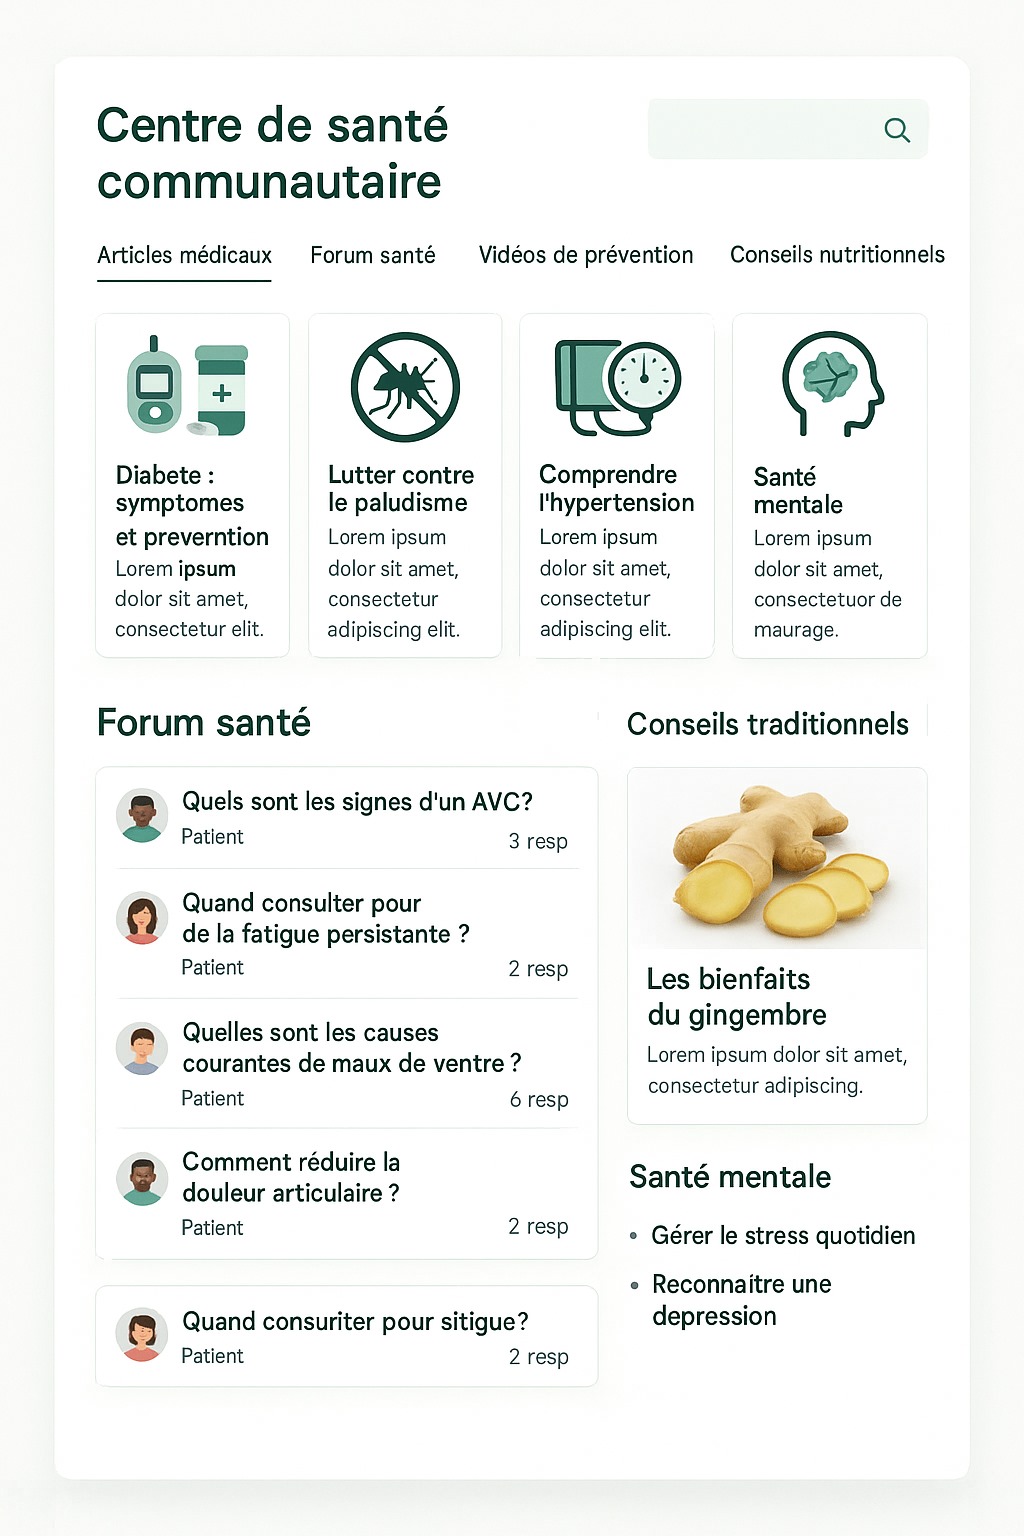 Centre de santé
communautaire
Articles médicaux
Forum santé
Vidéos de prévention
Conseils nutritionnels
Diabete :
symptomes
et préverntion
Lorem ipsum
dolor sit amet,
consectetur elit.
Lutter contre
le paludisme
Lorem ipsum
dolor sit amet,
consectetur
adipiscing elit.
Comprendre
l'hypertension
Lorem ipsum
dolor sit amet,
consectetur
adipiscing elit.
Santé
mentale
Lorem ipsum
dolor sit amet,
consectetuor de
maurage.
Forum santé
Quels sont les signes d'un AVC?
Patient
3 resp
Quand consulter pour
de la fatigue persistante ?
Patient
2 resp
Quelles sont les causes
courantes de maux de ventre ?
Patient
6 resp
Comment réduire la
douleur articulaire ?
Patient
2 resp
Quand consuriter pour sitigue?
Patient
2 resp
Conseils traditionnels
Les bienfaits
du gingembre
Lorem ipsum dolor sit amet,
consectetur adipiscing.
Santé mentale
• Gérer le stress quotidien
• Reconnaître une
depression